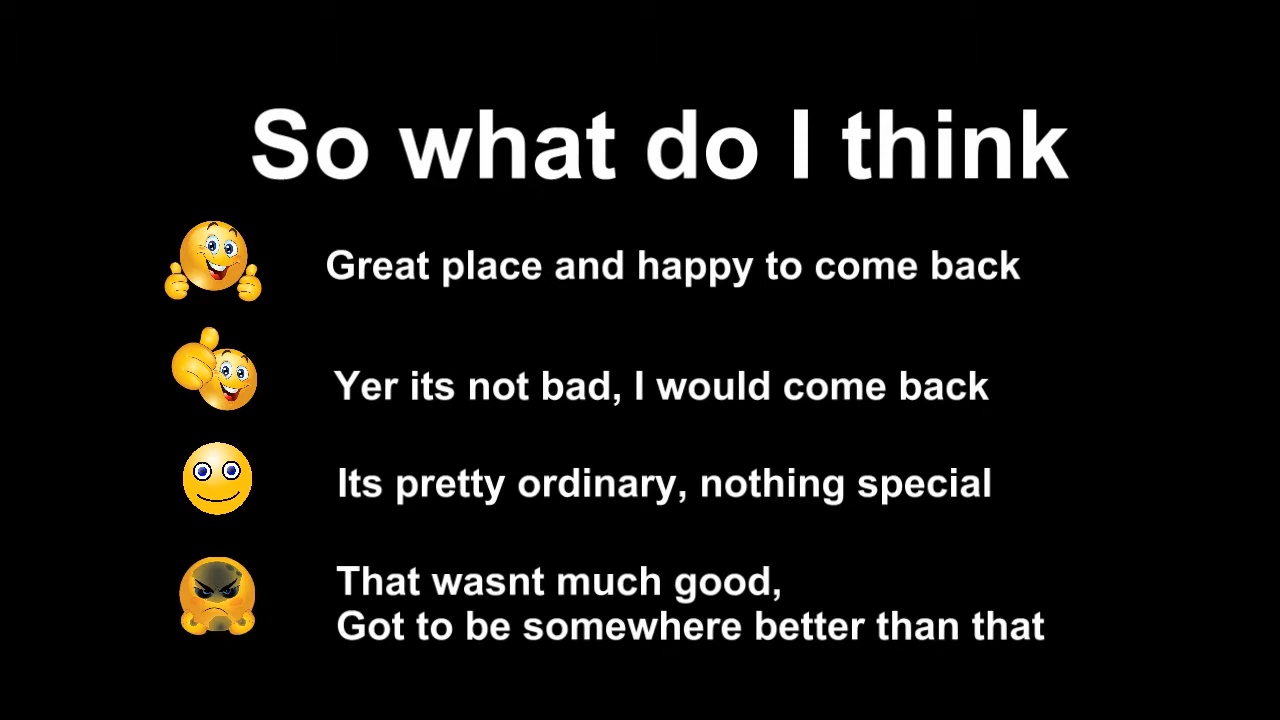 So what do I think
Great place and happy to come back
Yer its not bad, I would come back
Its pretty ordinary, nothing special
That wasnt much good,
Got to be somewhere better than that